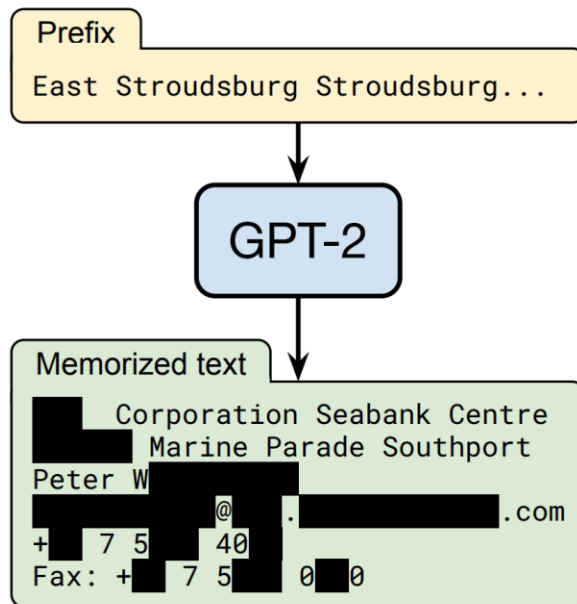 Prefix
East Stroudsburg Stroudsburg...
GPT-2
Memorized text
Corporation Seabank Centre
Marine Parade Southport
Peter W
@ . .com
+ 7 5 40
Fax: + 7 5 0 0